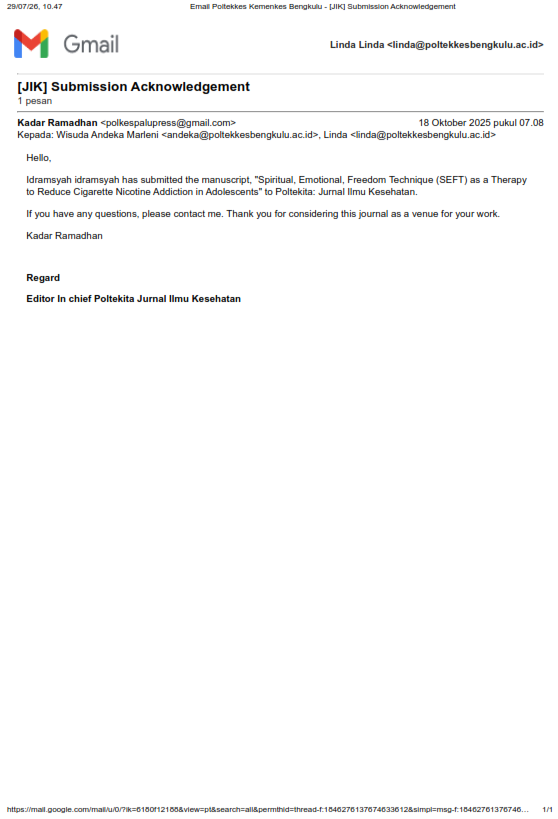 29/07/26, 10.47 Email Poltekkes Kemenkes Bengkulu - [JIK] Submission Acknowledgement
Gmail
Linda Linda <linda@poltekkesbengkulu.ac.id>
[JIK] Submission Acknowledgement
1 pesan
Kadar Ramadhan <polkespalupress@gmail.com> 18 Oktober 2025 pukul 07.08
Kepada: Wisuda Andeka Marleni <andeka@poltekkesbengkulu.ac.id>, Linda <linda@poltekkesbengkulu.ac.id>
Hello,
Idramsyah idramsyah has submitted the manuscript, "Spiritual, Emotional, Freedom Technique (SEFT) as a Therapy
to Reduce Cigarette Nicotine Addiction in Adolescents" to Poltekita: Jurnal Ilmu Kesehatan.
If you have any questions, please contact me. Thank you for considering this journal as a venue for your work.
Kadar Ramadhan
Regard
Editor In chief Poltekita Jurnal Ilmu Kesehatan
https://mail.google.com/mail/u/0/?ik=6180f12188&view=pt&search=all&permthid=thread-f:1846276137674633612&simpl=msg-f:18462761376746... 1/1